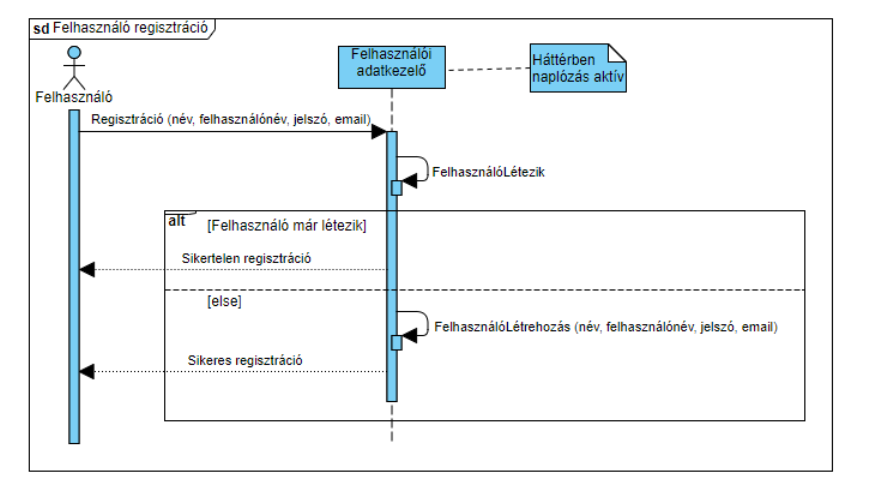 sd Felhasználó regisztráció
Felhasználó
Felhasználói
adatkezelő
Háttérben
naplózás aktív
Regisztráció (név, felhasználónév, jelszó, email)
FelhasználóLétezik
alt
[Felhasználó már létezik]
Sikertelen regisztráció
[else]
FelhasználóLétrehozás (név, felhasználónév, jelszó, email)
Sikeres regisztráció